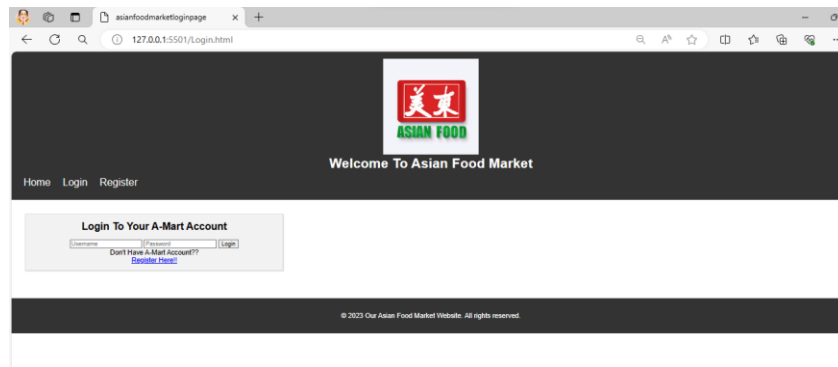 asianfoodmarketloginpage
127.0.0.1:5501/Login.html
美東
ASIAN FOOD
Welcome To Asian Food Market
Home Login Register
Login To Your A-Mart Account
Username Password Login
Don't Have A-Mart Account??
Register Here!!
© 2023 Our Asian Food Market Website. All rights reserved.